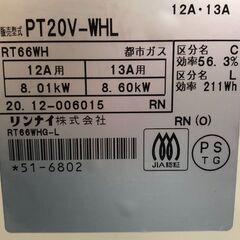 12A・13A
販売型式 PT20V-WHL
RT66WH 都市ガス
区分名 C
効率56.3%
12A用 13A用
8.01kW 8.60kW
区分名 L
効率 211Wh
20.12-006015 RN
リンナイ株式会社 RN(O)
RT66WHG-L
*51-6802
JIA認証
PS
TG